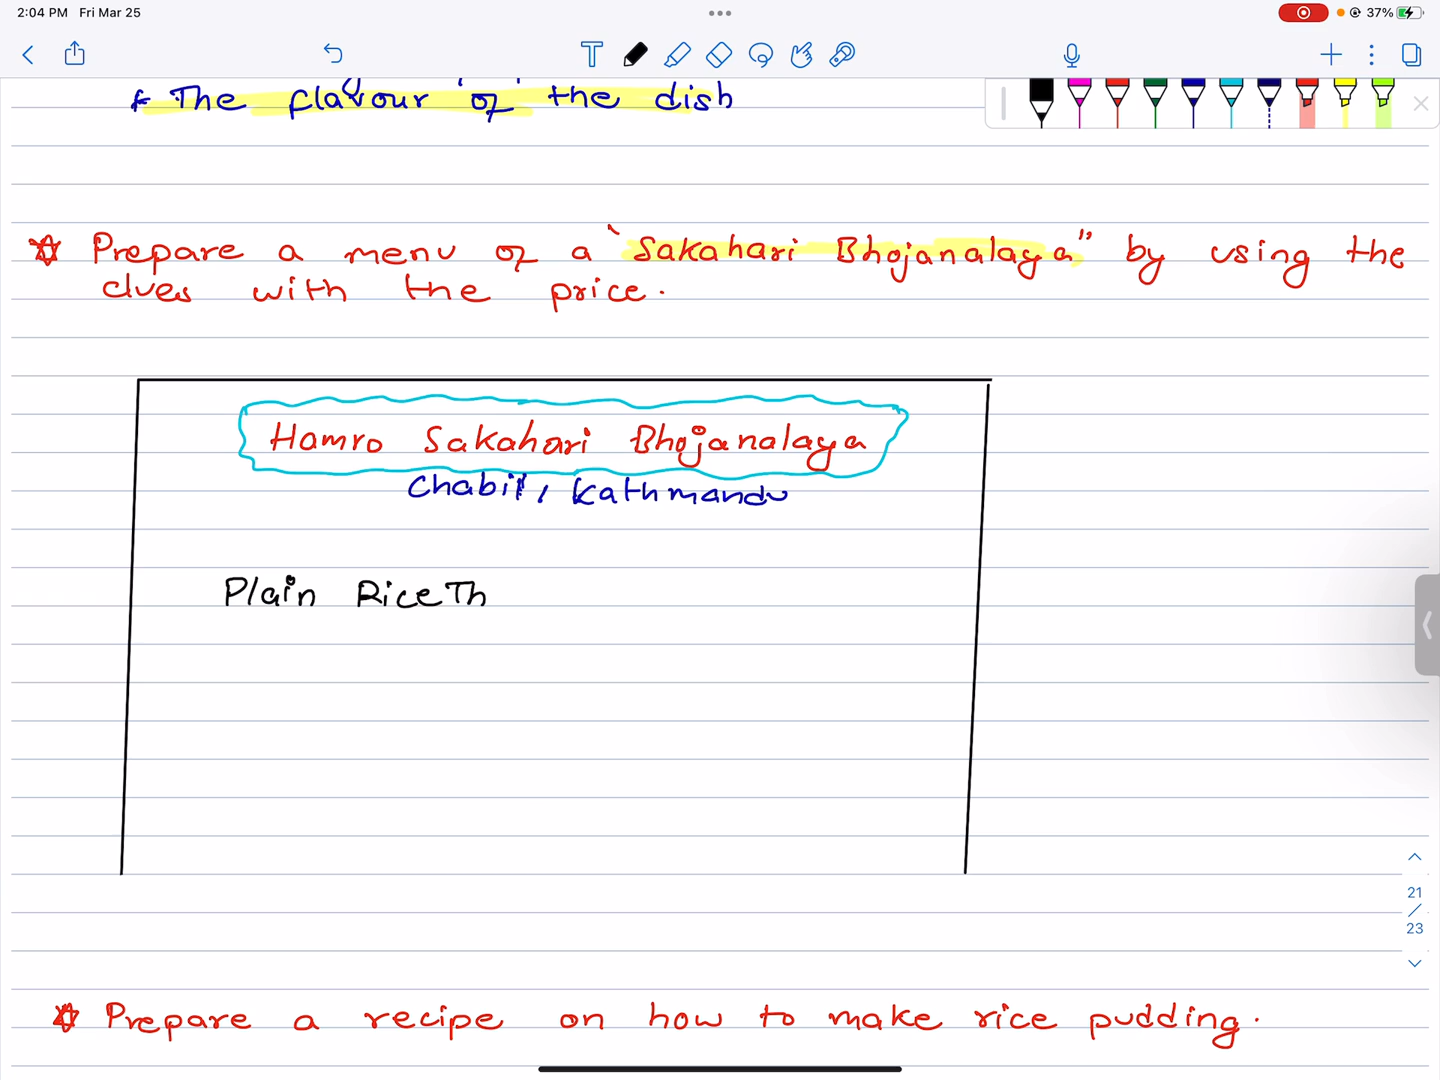 2:04 PM Fri Mar 25
37%
* The flavour of the dish
Prepare a menu of a "Sakahari Bhojanalaya" by using the
clues with the price.
Hamro Sakahari Bhojanalaya
Chabil, Kathmandu
Plain Rice Th
21
/
23
Prepare a recipe on how to make rice pudding.